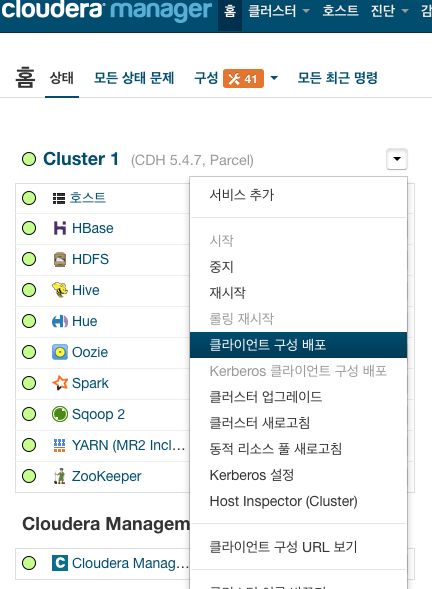 cloudera manager 홈 클러스터 호스트 진단 감
홈 상태 모든 상태 문제 구성 41 모든 최근 명령
Cluster 1 (CDH 5.4.7, Parcel)
호스트
HBase
HDFS
Hive
Hue
Oozie
Spark
Sqoop 2
YARN (MR2 Incl...
ZooKeeper
Cloudera Managem
Cloudera Manag...
서비스 추가
시작
중지
재시작
롤링 재시작
클라이언트 구성 배포
Kerberos 클라이언트 구성 배포
클러스터 업그레이드
클러스터 새로고침
동적 리소스 풀 새로고침
Kerberos 설정
Host Inspector (Cluster)
클라이언트 구성 URL 보기